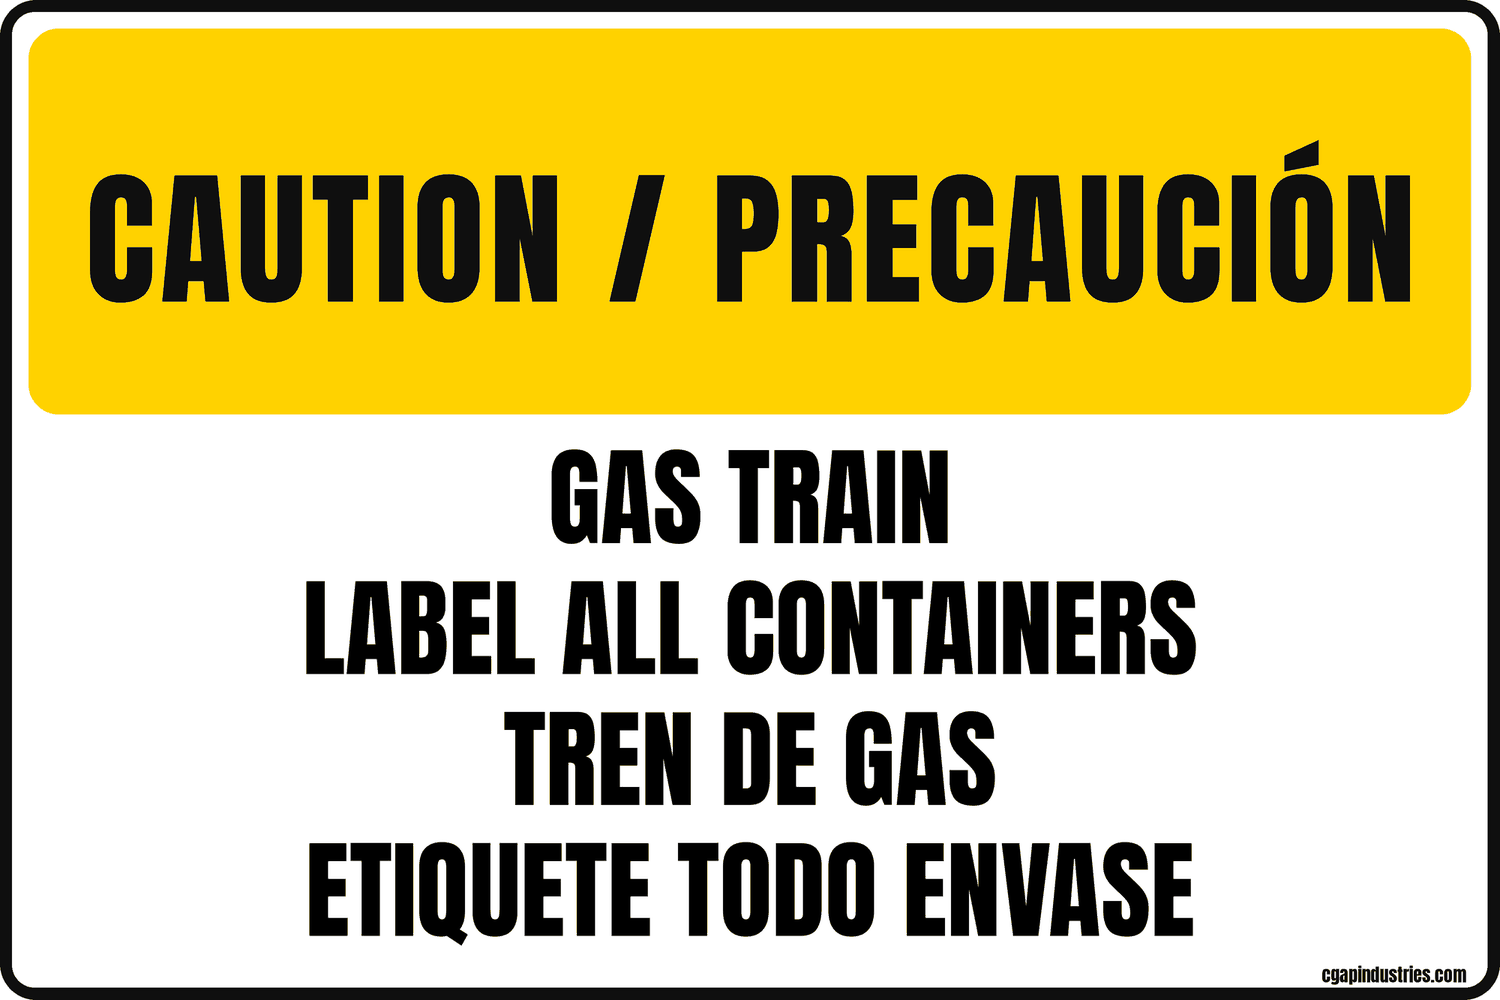 CAUTION / PRECAUCIÓN
GAS TRAIN
LABEL ALL CONTAINERS
TREN DE GAS
ETIQUETE TODO ENVASE
cgapindustries.com